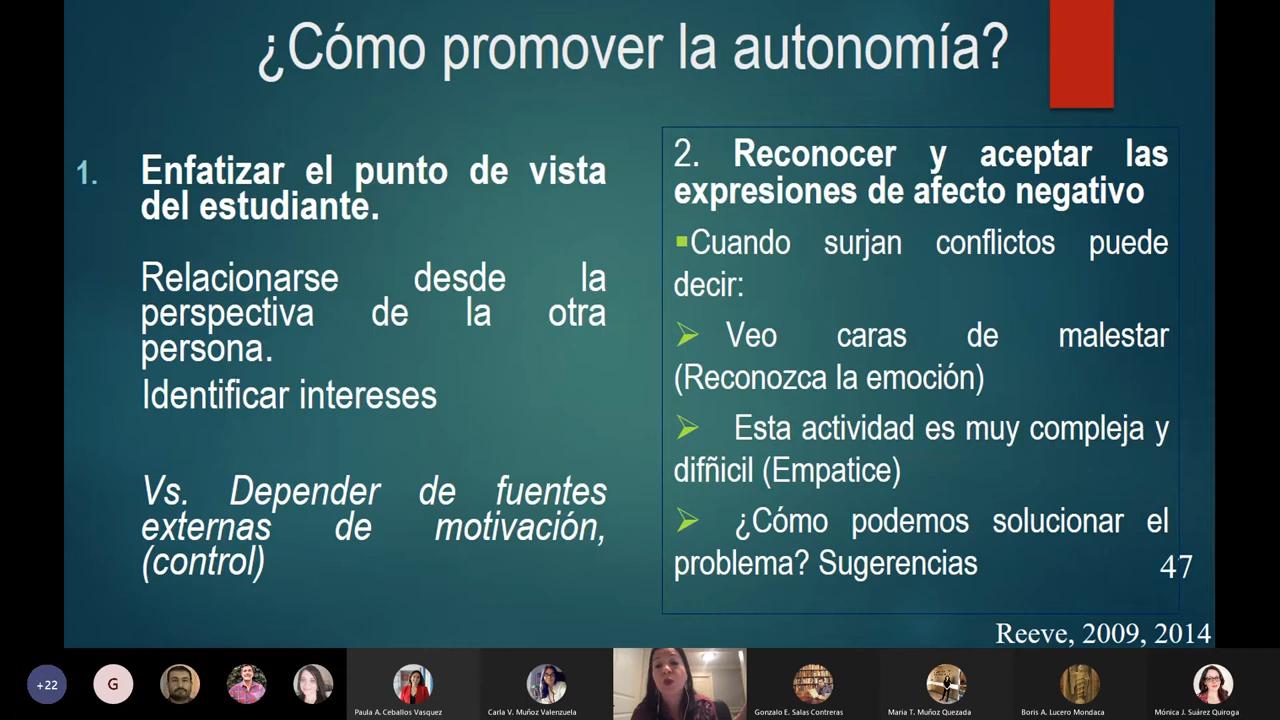 ¿Cómo promover la autonomía?
1. Enfatizar el punto de vista
del estudiante.
Relacionarse desde la
perspectiva de la otra
persona.
Identificar intereses
Vs. Depender de fuentes
externas de motivación,
(control)
2. Reconocer y aceptar las
expresiones de afecto negativo
Cuando surjan conflictos puede
decir:
Veo caras de malestar
(Reconozca la emoción)
Esta actividad es muy compleja y
difñicil (Empatice)
¿Cómo podemos solucionar el
problema? Sugerencias
47
Reeve, 2009, 2014
+22
G
Paula A. Ceballos Vasquez
Carla V. Muñoz Valenzuela
Gonzalo E. Salas Contreras
Maria T. Muñoz Quezada
Boris A. Lucero Mondaca
Mónica J. Suárez Quiroga